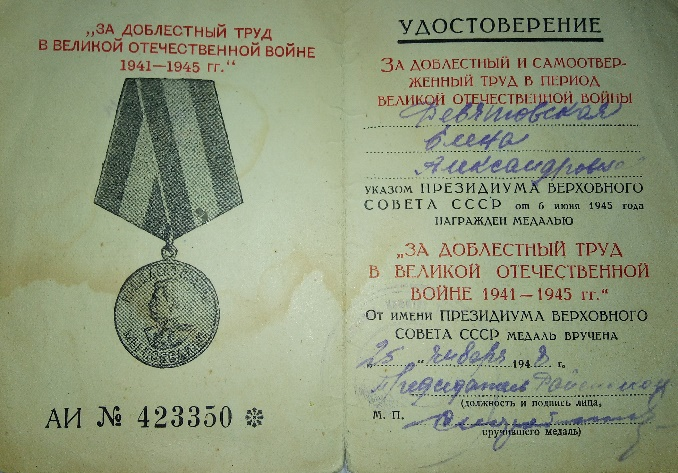 „ЗА ДОБЛЕСТНЫЙ ТРУД
В ВЕЛИКОЙ ОТЕЧЕСТВЕННОЙ ВОЙНЕ
1941—1945 гг.“
АИ № 423350
УДОСТОВЕРЕНИЕ
ЗА ДОБЛЕСТНЫЙ И САМООТВЕР-
ЖЕННЫЙ ТРУД В ПЕРИОД
ВЕЛИКОЙ ОТЕЧЕСТВЕННОЙ ВОЙНЫ
Девятовская
Елена
Александровна
УКАЗОМ ПРЕЗИДИУМА ВЕРХОВНОГО
СОВЕТА СССР от 6 июня 1945 года
НАГРАЖДЕН МЕДАЛЬЮ
„ЗА ДОБЛЕСТНЫЙ ТРУД
В ВЕЛИКОЙ ОТЕЧЕСТВЕННОЙ
ВОЙНЕ 1941—1945 гг.“
От имени ПРЕЗИДИУМА ВЕРХОВНОГО
СОВЕТА СССР МЕДАЛЬ ВРУЧЕНА
„25“ января 194 г.
Председатель
(должность и подпись лица,
М. П.
вручившего медаль)